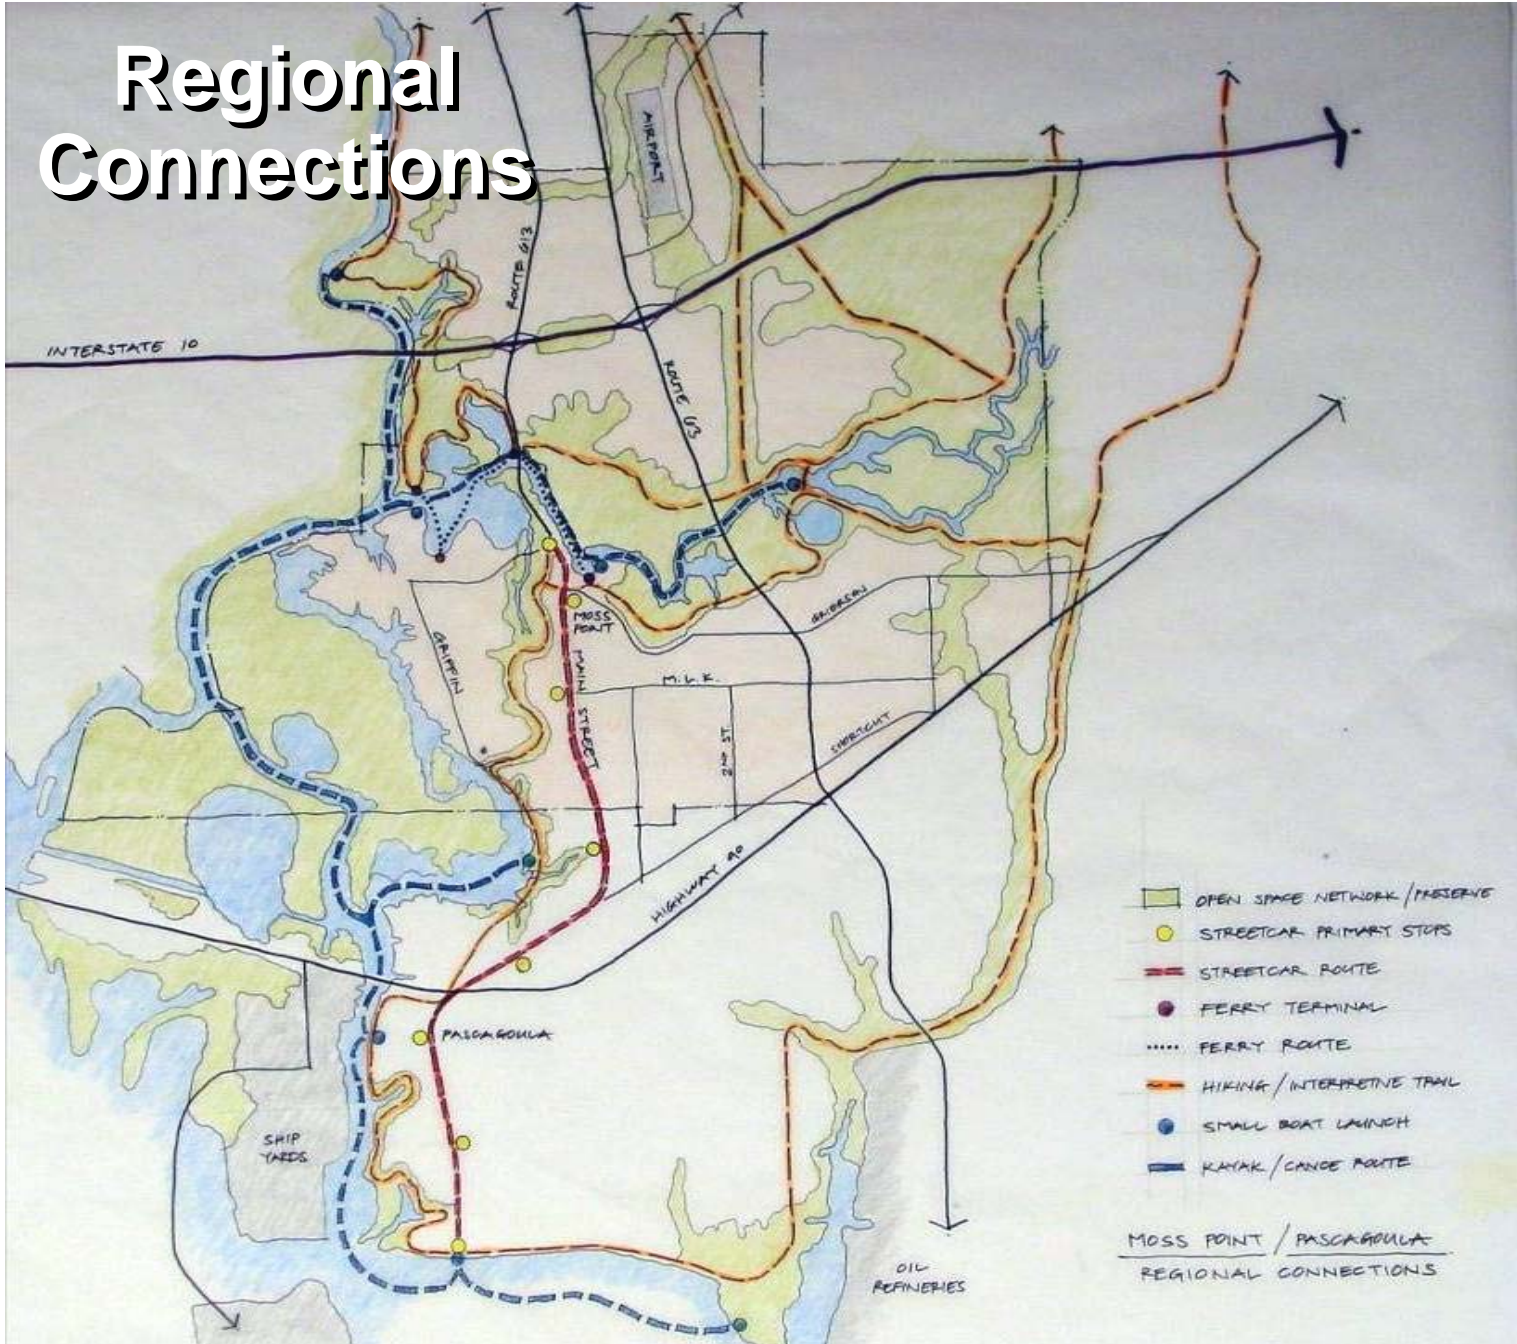 Regional
Connections
AIRPORT
ROUTE 613
INTERSTATE 10
ROUTE 63
GRIERSON
MOSS
POINT
GRIFFIN
MAIN STREET
M.L.K.
2ND ST.
SHORTCUT
HIGHWAY 90
PASCAGOULA
SHIP
YARDS
OIL
REFINERIES
OPEN SPACE NETWORK/PRESERVE
STREETCAR PRIMARY STOPS
STREETCAR ROUTE
FERRY TERMINAL
FERRY ROUTE
HIKING/INTERPRETIVE TRAIL
SMALL BOAT LAUNCH
KAYAK/CANOE ROUTE
MOSS POINT/PASCAGOULA
REGIONAL CONNECTIONS